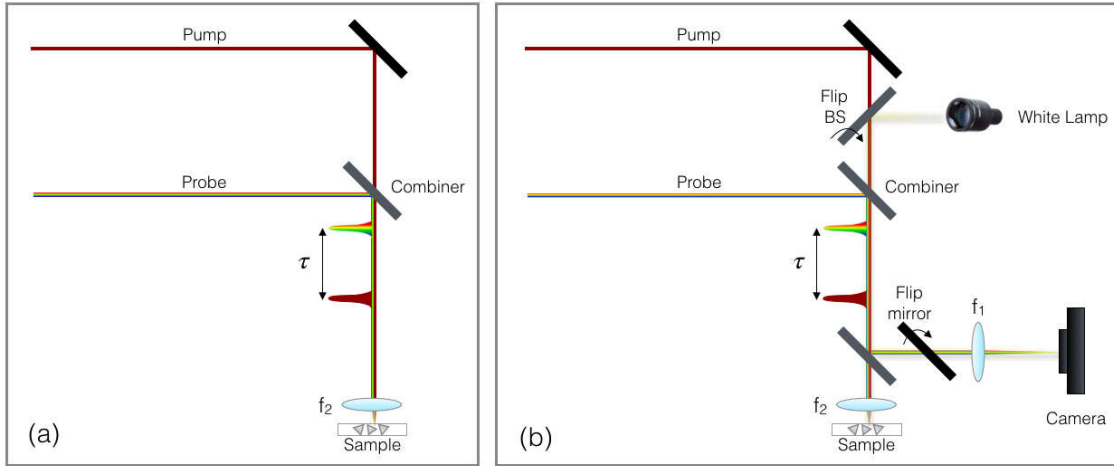 Pump
Probe
Combiner
τ
f2
Sample
(a)
Pump
Flip
BS
White Lamp
Probe
Combiner
τ
Flip
mirror
f1
f2
Sample
Camera
(b)